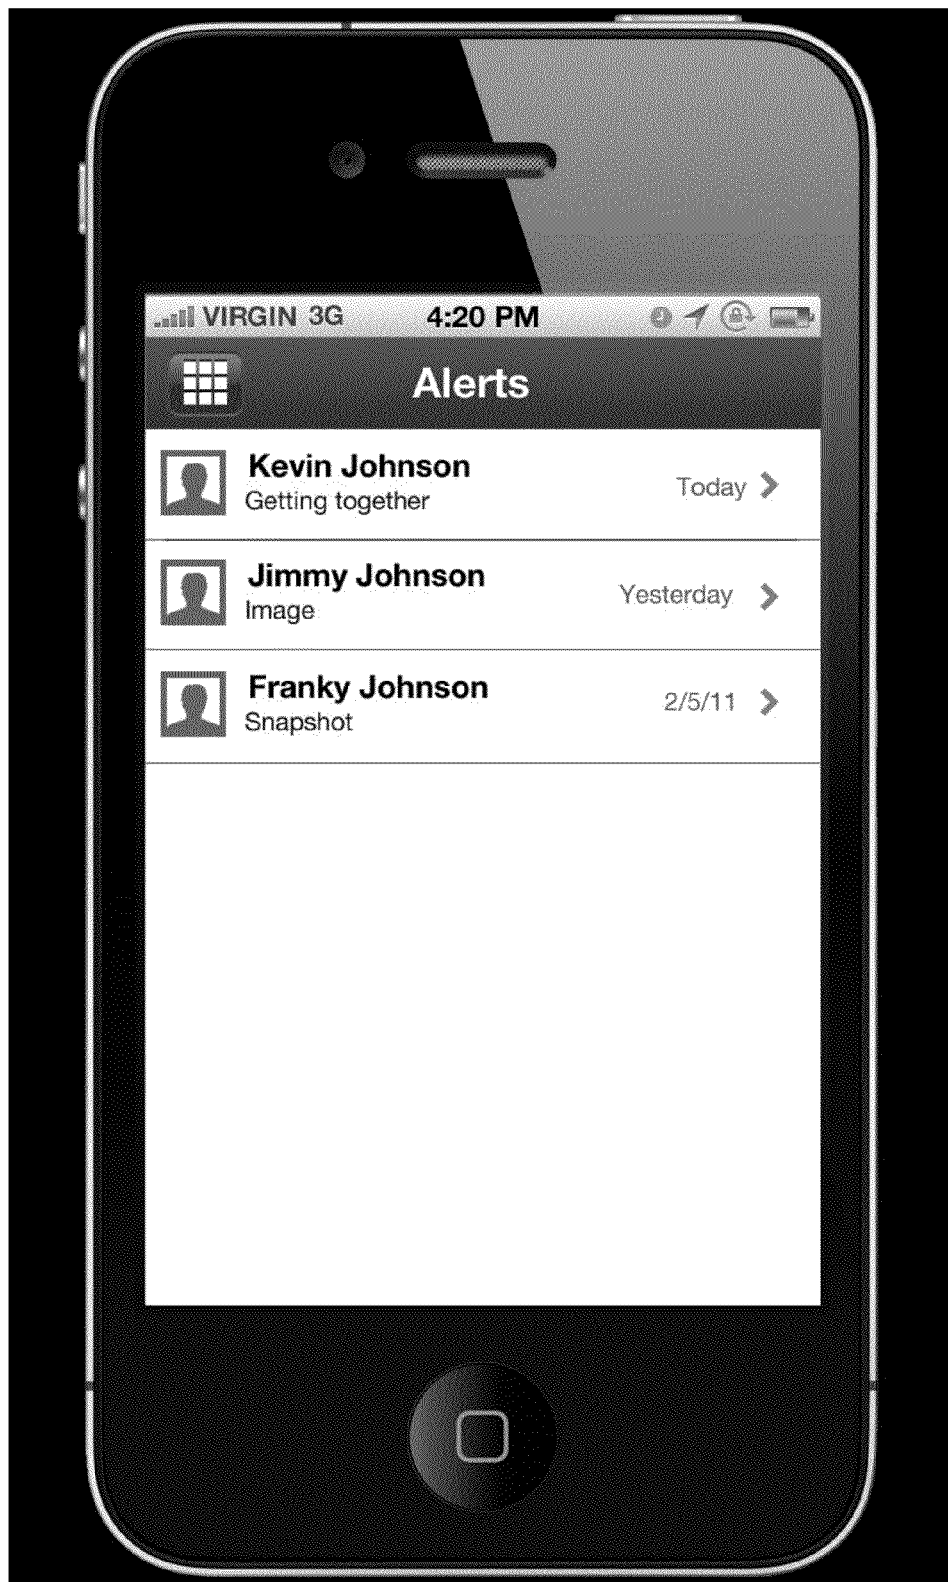 VIRGIN 3G 4:20 PM
Alerts
Kevin Johnson
Getting together
Today
Jimmy Johnson
Image
Yesterday
Franky Johnson
Snapshot
2/5/11